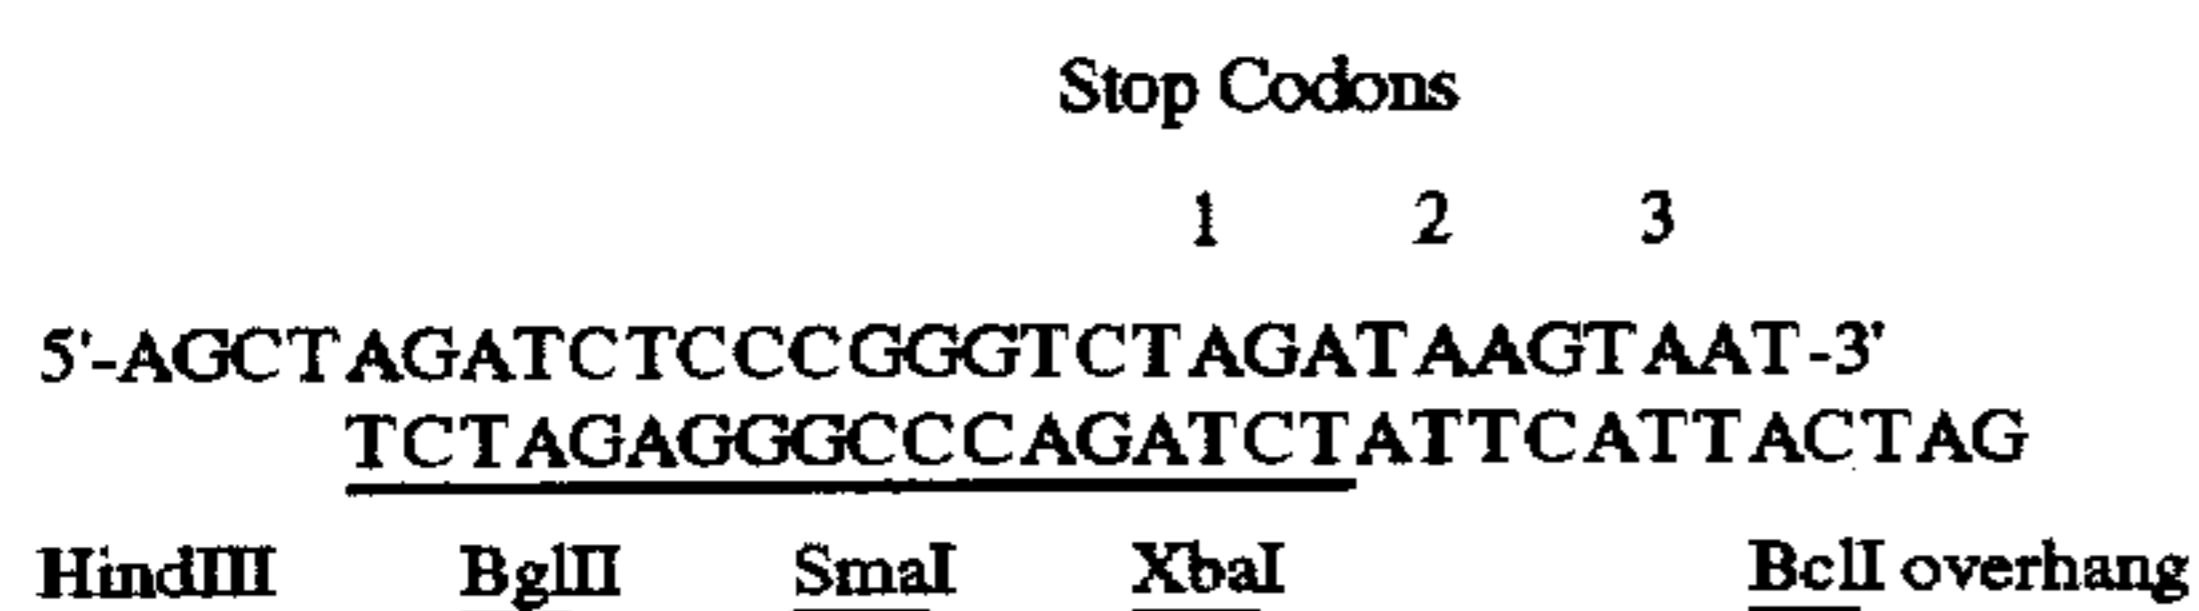 Stop Codons
1 2 3
5'-AGCTAGATCTCCCGGGTCTAGATAAGTAAT-3'
TCTAGAGGGCCCAGATCTATTCATTACTAG
HindIII BglII SmaI XbaI BclI overhang